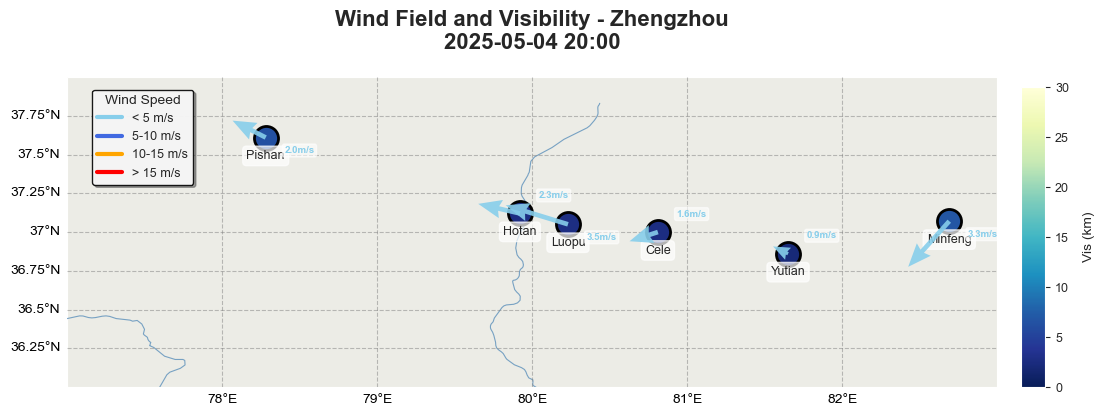 Wind Field and Visibility - Zhengzhou
2025-05-04 20:00
Wind Speed
< 5 m/s
5-10 m/s
10-15 m/s
> 15 m/s
37.75°N
37.5°N
37.25°N
37°N
36.75°N
36.5°N
36.25°N
78°E
79°E
80°E
81°E
82°E
Pishan
2.0m/s
Hotan
2.3m/s
Luopu
3.5m/s
Cele
1.6m/s
Yutian
0.9m/s
Minfeng
3.3m/s
30
25
20
15
10
5
0
Vis (km)